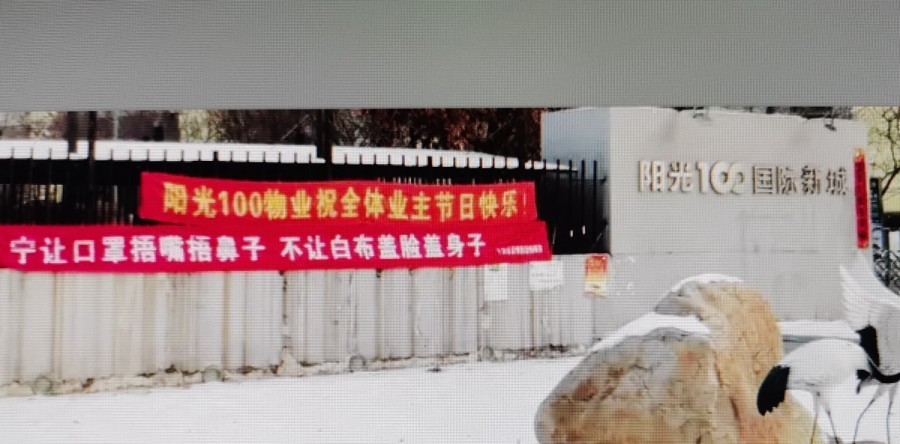 阳光100国际新城
阳光100物业祝全体业主节日快乐!
宁让口罩捂嘴捂鼻子 不让白布盖脸盖身子